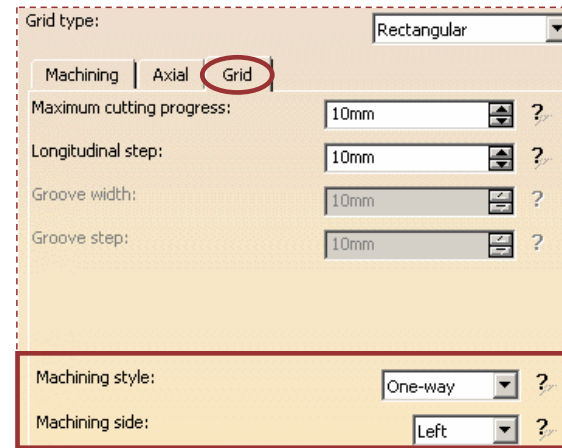 Grid type: Rectangular
Machining Axial Grid
Maximum cutting progress: 10mm ?
Longitudinal step: 10mm ?
Groove width: 10mm ?
Groove step: 10mm ?
Machining style: One-way ?
Machining side: Left ?